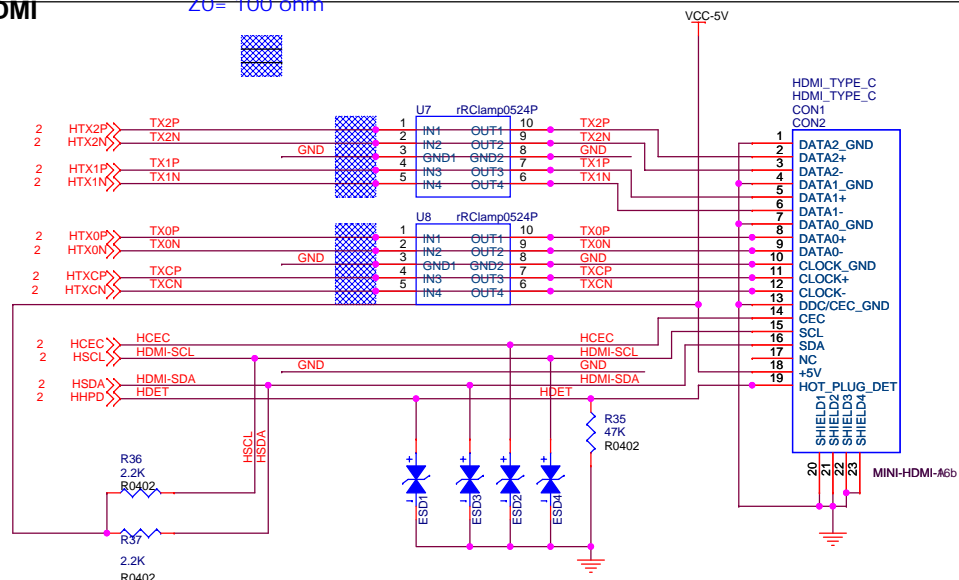 DMI
Z0= 100 ohm
VCC-5V
HDMI_TYPE_C
HDMI_TYPE_C
CON1
CON2
U7 rRClamp0524P
2 HTX2P TX2P 1 IN1 OUT1 10 TX2P
2 HTX2N TX2N 2 IN2 OUT2 9 TX2N
GND 3 GND1 GND2 8 GND
2 HTX1P TX1P 4 IN3 OUT3 7 TX1P
2 HTX1N TX1N 5 IN4 OUT4 6 TX1N
U8 rRClamp0524P
2 HTX0P TX0P 1 IN1 OUT1 10 TX0P
2 HTX0N TX0N 2 IN2 OUT2 9 TX0N
GND 3 GND1 GND2 8 GND
2 HTXCP TXCP 4 IN3 OUT3 7 TXCP
2 HTXCN TXCN 5 IN4 OUT4 6 TXCN
1 DATA2_GND
2 DATA2+
3 DATA2-
4 DATA1_GND
5 DATA1+
6 DATA1-
7 DATA0_GND
8 DATA0+
9 DATA0-
10 CLOCK_GND
11 CLOCK+
12 CLOCK-
13 DDC/CEC_GND
14 CEC
15 SCL
16 SDA
17 NC
18 +5V
19 HOT_PLUG_DET
2 HCEC HCEC HCEC
2 HSCL HDMI-SCL HDMI-SCL
GND GND
2 HSDA HDMI-SDA HDMI-SDA
2 HHPD HDET HDET
SHIELD1
SHIELD2
SHIELD3
SHIELD4
20
21
22
23
MINI-HDMI-
HSCL
HSDA
R35
47K
R0402
R36
2.2K
R0402
R37
2.2K
R0402
ESD1
ESD3
ESD2
ESD4